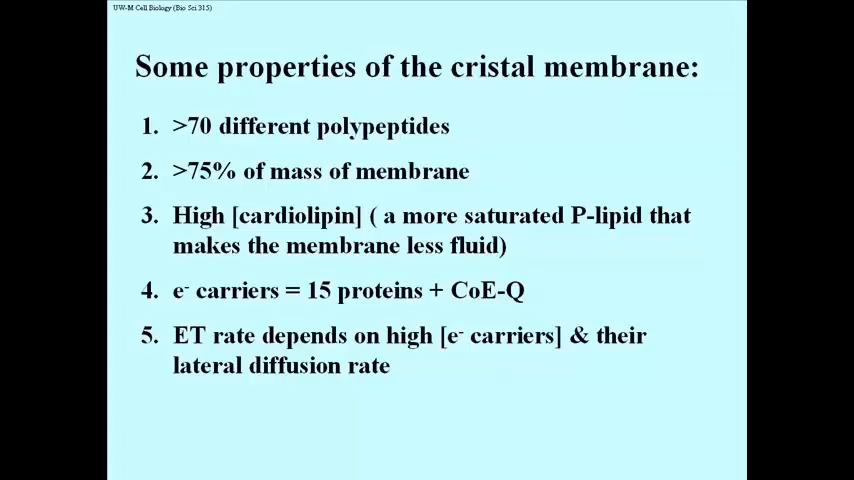 UW-M Cell Biology (Bio Sci 315)
Some properties of the cristal membrane:
1. >70 different polypeptides
2. >75% of mass of membrane
3. High [cardiolipin] ( a more saturated P-lipid that
makes the membrane less fluid)
4. e- carriers = 15 proteins + CoE-Q
5. ET rate depends on high [e- carriers] & their
lateral diffusion rate